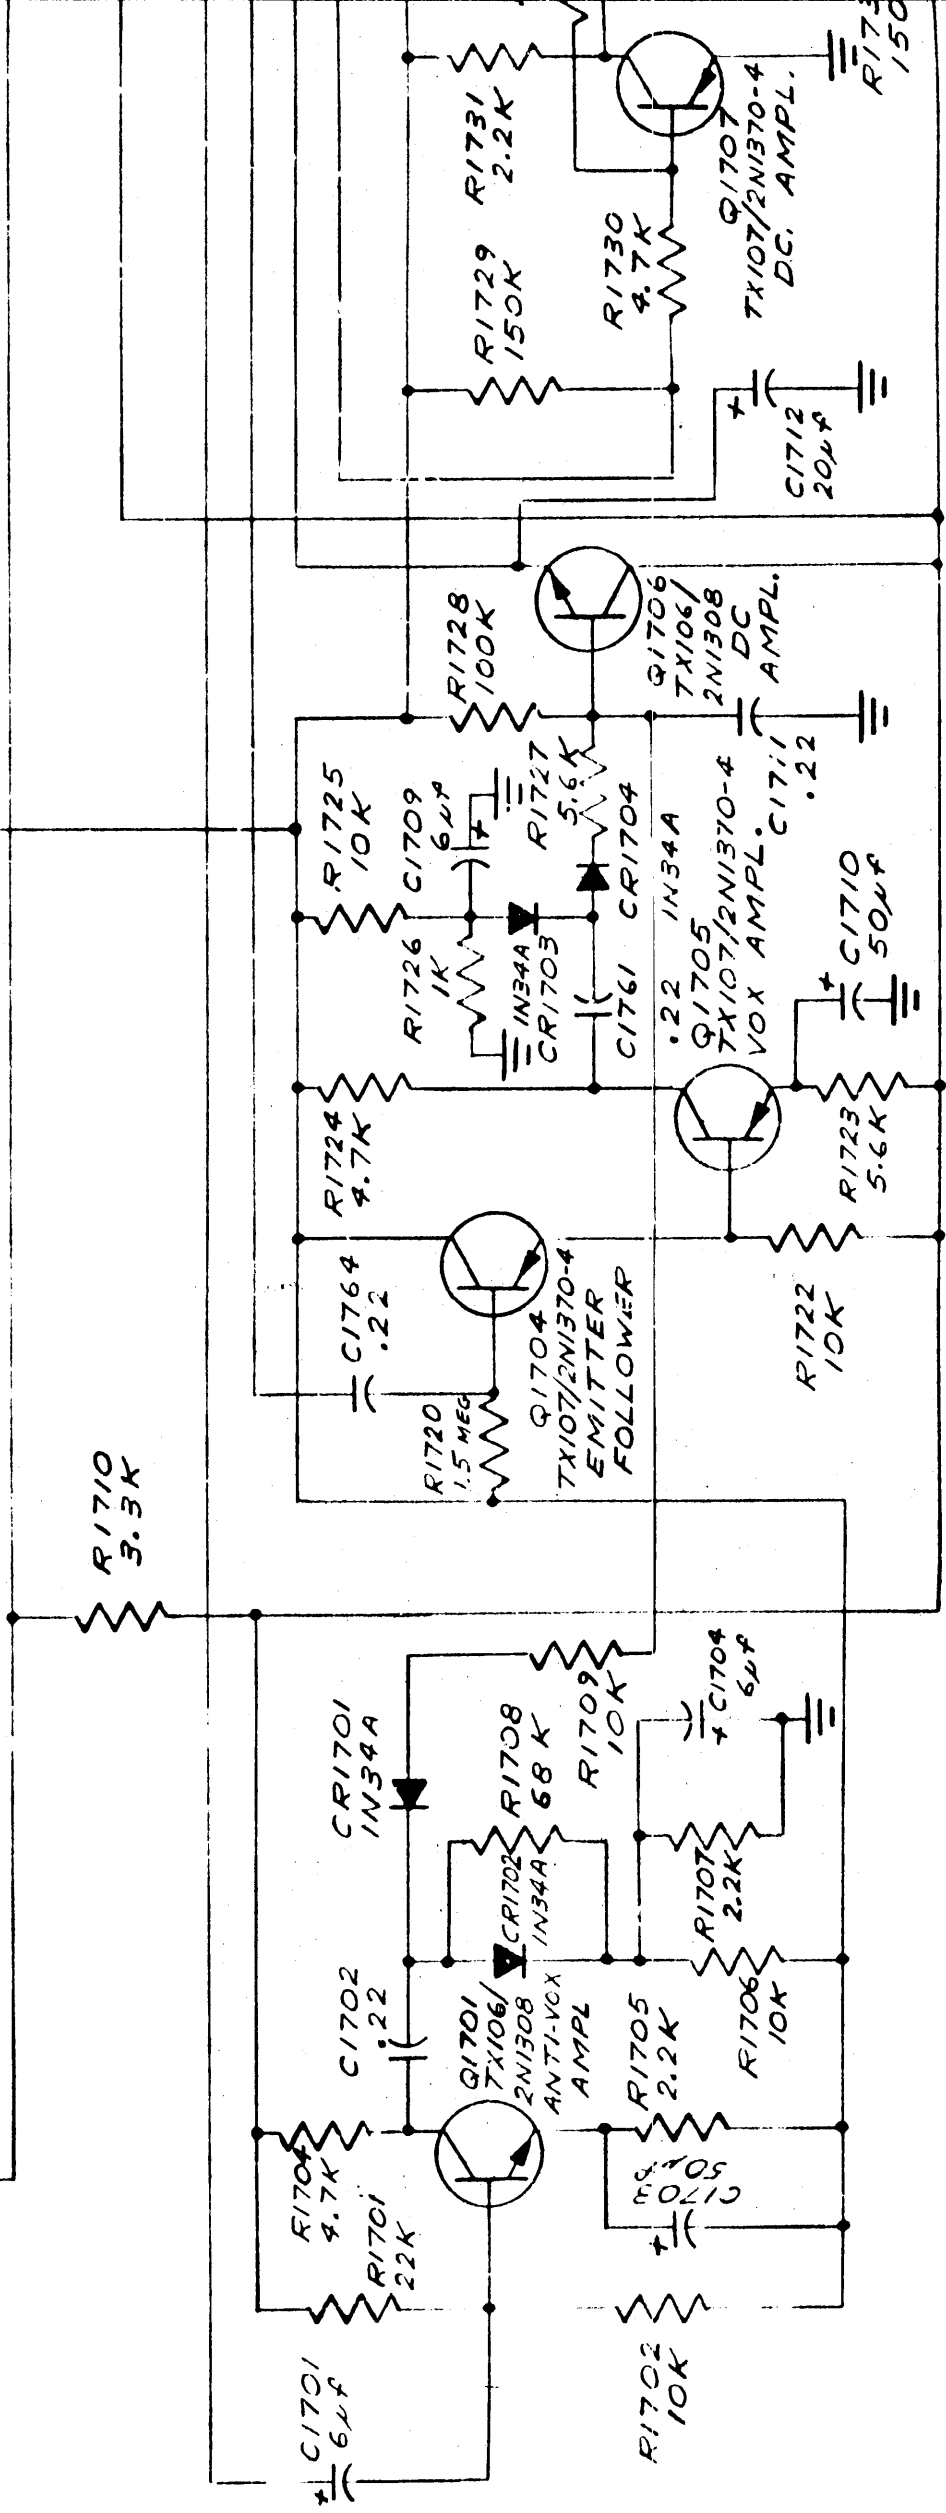 R1710
3.3K
C1701
6µf
R1704
4.7K
R1701
22K
R1702
10K
C1702
.22
Q1701
TX106/
2N1308
ANTI-VOX
AMPL
C1703
50µf
R1705
2.2K
R1706
10K
CR1701
1N34A
CR1702
1N34A
R1708
68K
R1709
10K
R1707
2.2K
+C1704
6µf
R1720
1.5 MEG
C1764
.22
Q1704
TX107/2N1370-4
EMITTER
FOLLOWER
R1722
10K
R1724
4.7K
R1723
5.6K
R1726
1K
1N34A
CR1703
C1761
.22
Q1705
TX107/2N1370-4
VOX AMPL.
C1710
50µf
R1725
10K
C1709
6µf
R1727
5.6K
CR1704
1N34A
C1711
.22
R1728
100K
Q1706
TX106/
2N1308
DC
AMPL.
C1712
20µf
R1729
150K
R1730
4.7K
R1731
2.2K
Q1707
TX107/2N1370-4
D.C. AMPL.
150